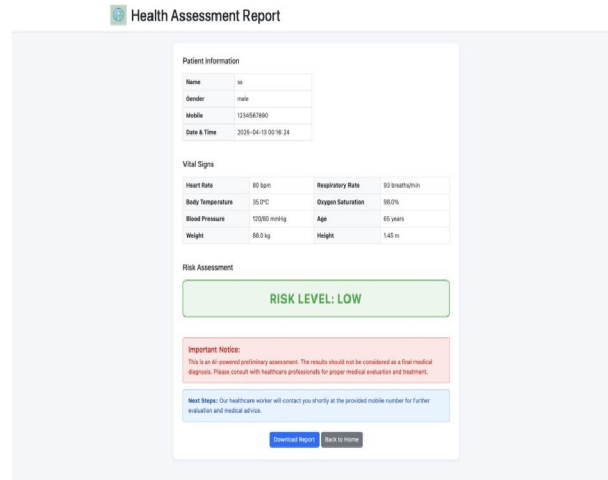 Health Assessment Report
Patient Information
Name ss
Gender male
Mobile 1234567890
Date & Time 2025-04-13 00:16:24
Vital Signs
Heart Rate 80 bpm Respiratory Rate 93 breaths/min
Body Temperature 35.0°C Oxygen Saturation 98.0%
Blood Pressure 120/80 mmHg Age 65 years
Weight 88.0 kg Height 1.45 m
Risk Assessment
RISK LEVEL: LOW
Important Notice:
This is an AI-powered preliminary assessment. The results should not be considered as a final medical
diagnosis. Please consult with healthcare professionals for proper medical evaluation and treatment.
Next Steps: Our healthcare worker will contact you shortly at the provided mobile number for further
evaluation and medical advice.
Download Report Back to Home